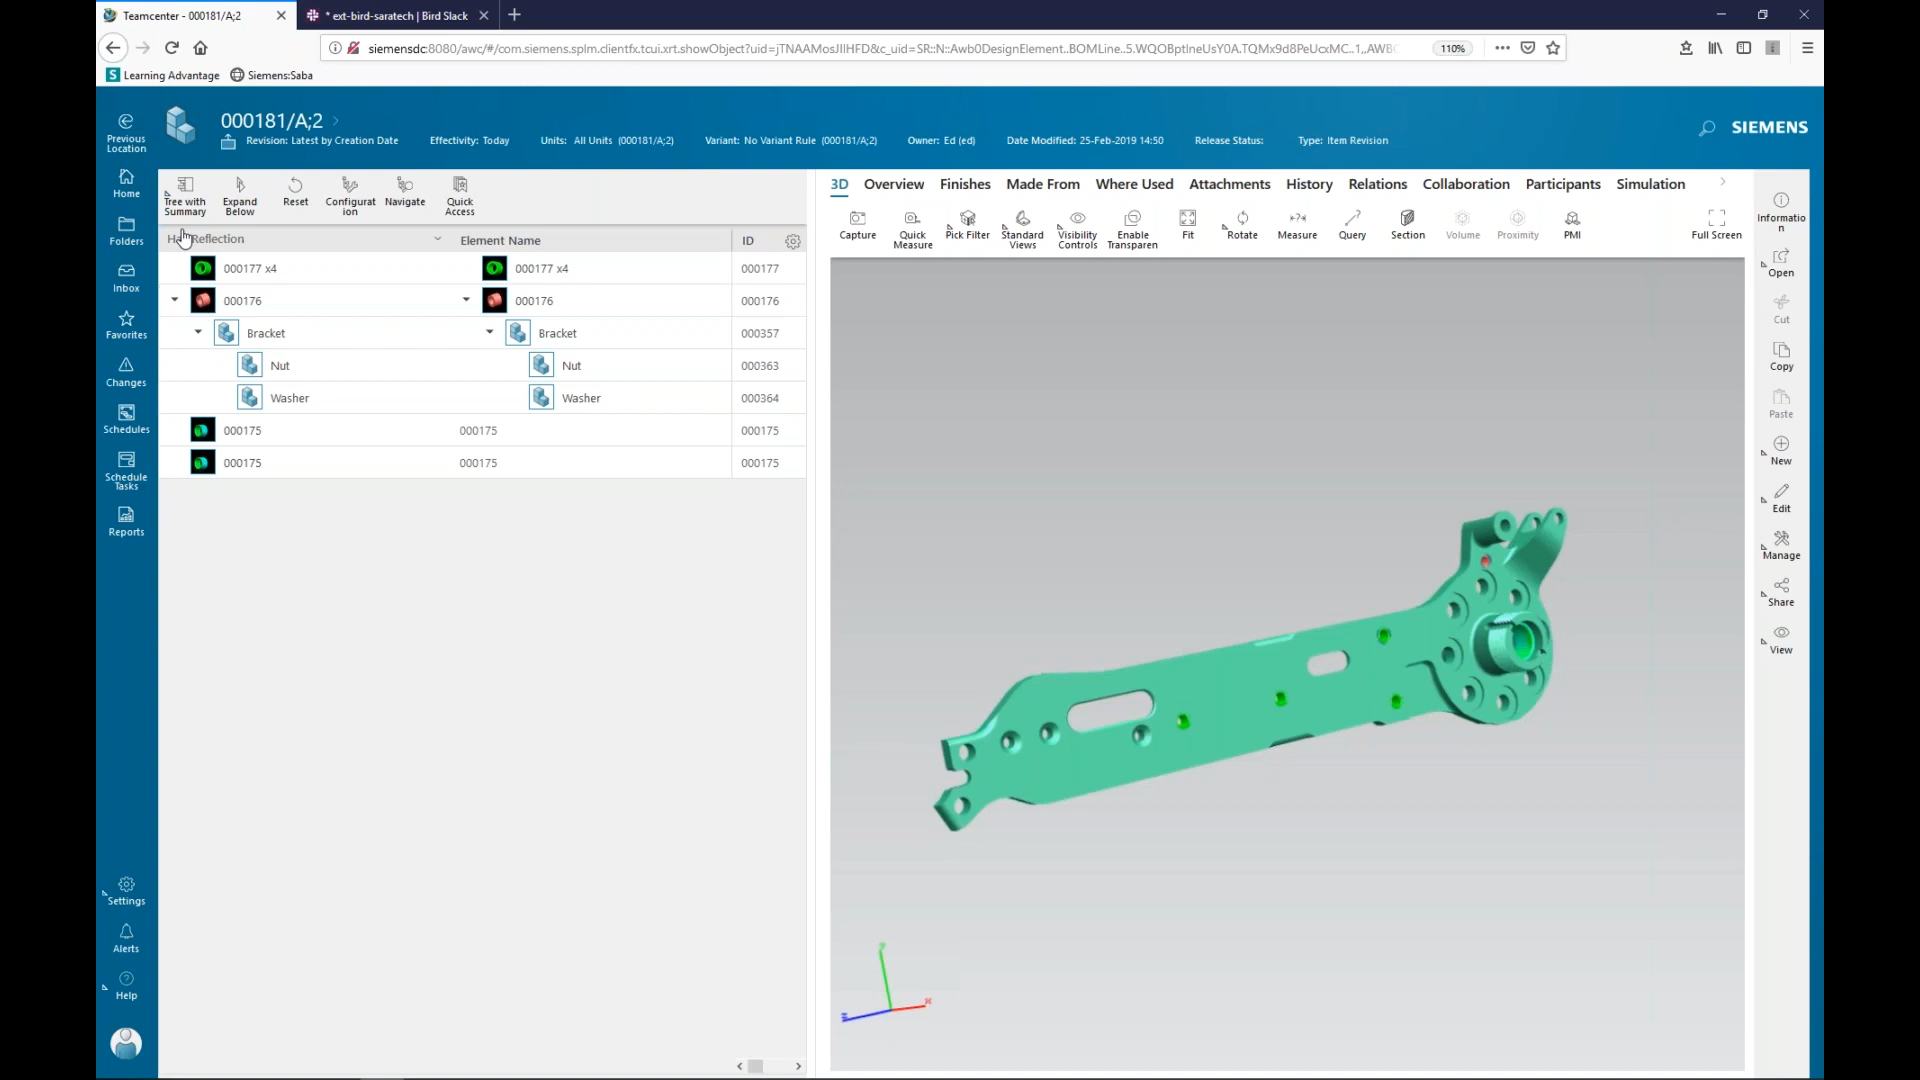 Teamcenter - 000181/A;2
* ext-bird-saratech | Bird Slack
siemensdc:8080/awc/#/com.siemens.splm.clientfx.tcui.xrt.showObject?uid=jTNAAMosJIIHFD&c_uid=SR::N::Awb0DesignElement..BOMLine..5.WQOBptlneUsY0A.TQMx9d8PeUcxMC..1,,AWBC
110%
Learning Advantage
Siemens:Saba
Previous Location
000181/A;2
Revision: Latest by Creation Date
Effectivity: Today
Units: All Units (000181/A;2)
Variant: No Variant Rule (000181/A;2)
Owner: Ed (ed)
Date Modified: 25-Feb-2019 14:50
Release Status:
Type: Item Revision
SIEMENS
Home
Folders
Inbox
Favorites
Changes
Schedules
Schedule Tasks
Reports
Settings
Alerts
Help
Tree with Summary
Expand Below
Reset
Configurat ion
Navigate
Quick Access
Reflection
Element Name
ID
000177 x4
000177 x4
000177
000176
000176
000176
Bracket
Bracket
000357
Nut
Nut
000363
Washer
Washer
000364
000175
000175
000175
000175
000175
000175
3D
Overview
Finishes
Made From
Where Used
Attachments
History
Relations
Collaboration
Participants
Simulation
Capture
Quick Measure
Pick Filter
Standard Views
Visibility Controls
Enable Transparen
Fit
Rotate
Measure
Query
Section
Volume
Proximity
PMI
Full Screen
Informatio n
Open
Cut
Copy
Paste
New
Edit
Manage
Share
View